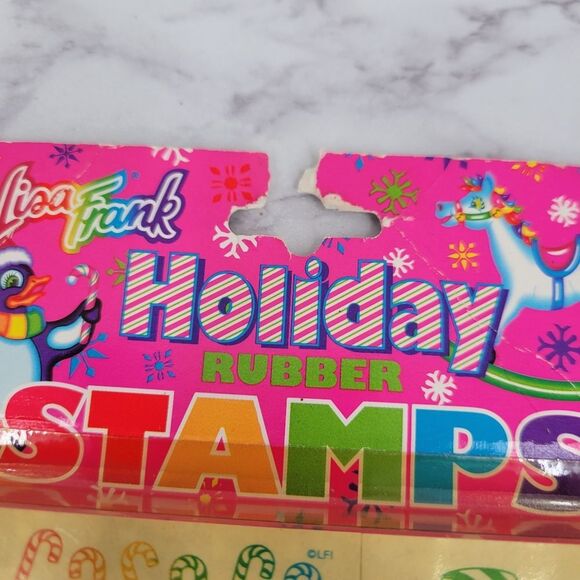 Lisa Frank®
Holiday
RUBBER
STAMPS
©LFI